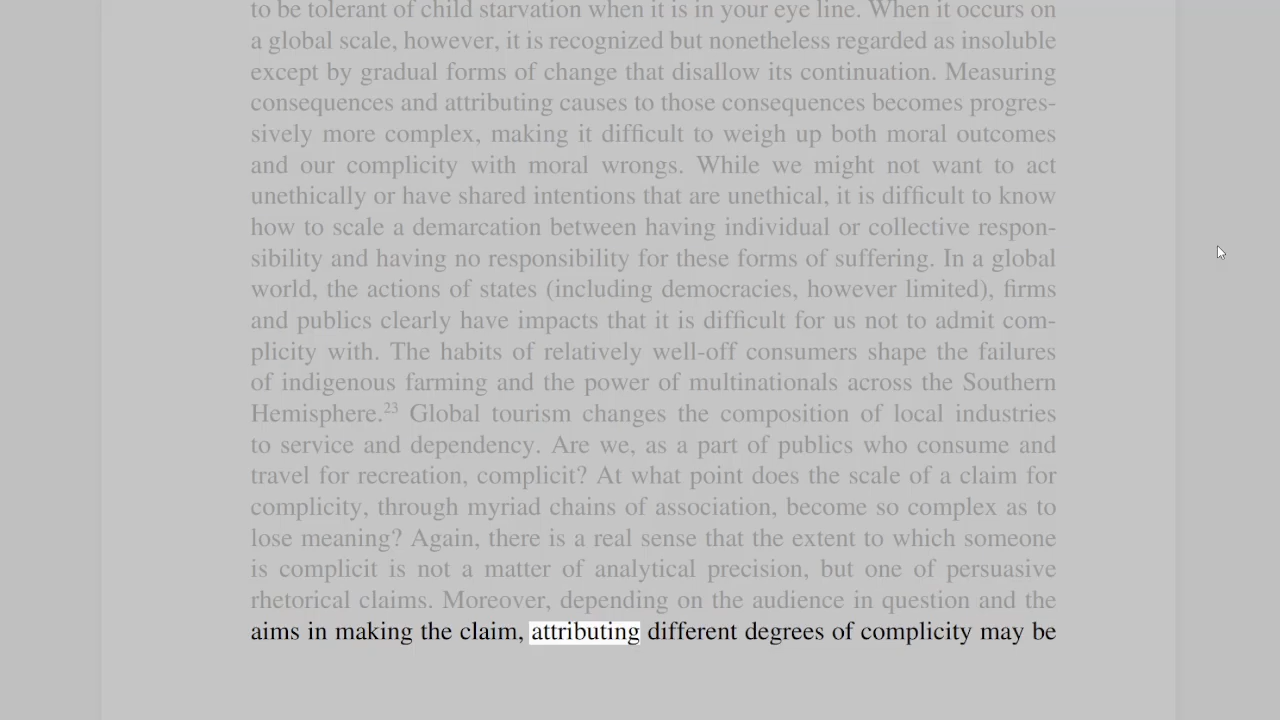 to be tolerant of child starvation when it is in your eye line. When it occurs on
a global scale, however, it is recognized but nonetheless regarded as insoluble
except by gradual forms of change that disallow its continuation. Measuring
consequences and attributing causes to those consequences becomes progres-
sively more complex, making it difficult to weigh up both moral outcomes
and our complicity with moral wrongs. While we might not want to act
unethically or have shared intentions that are unethical, it is difficult to know
how to scale a demarcation between having individual or collective respon-
sibility and having no responsibility for these forms of suffering. In a global
world, the actions of states (including democracies, however limited), firms
and publics clearly have impacts that it is difficult for us not to admit com-
plicity with. The habits of relatively well-off consumers shape the failures
of indigenous farming and the power of multinationals across the Southern
Hemisphere.23 Global tourism changes the composition of local industries
to service and dependency. Are we, as a part of publics who consume and
travel for recreation, complicit? At what point does the scale of a claim for
complicity, through myriad chains of association, become so complex as to
lose meaning? Again, there is a real sense that the extent to which someone
is complicit is not a matter of analytical precision, but one of persuasive
rhetorical claims. Moreover, depending on the audience in question and the
aims in making the claim, attributing different degrees of complicity may be